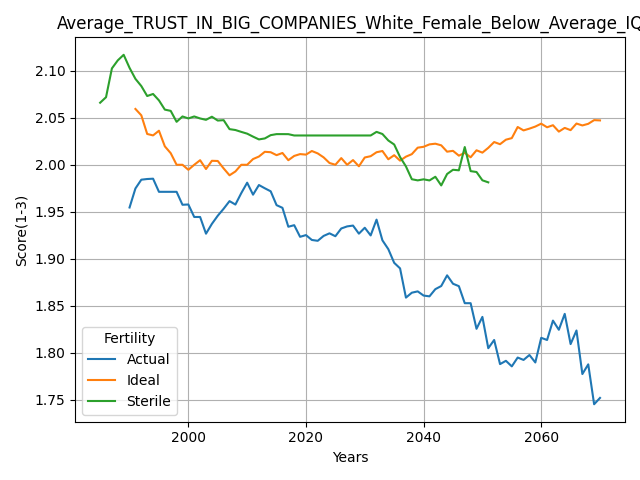 Average_TRUST_IN_BIG_COMPANIES_White_Female_Below_Average_IQ
2.10
2.05
2.00
1.95
1.90
1.85
1.80
1.75
Score(1-3)
Fertility
Actual
Ideal
Sterile
2000 2020 2040 2060
Years